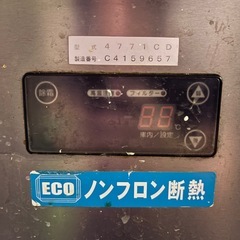 型式 4771CD
製造番号 C4159657
除霜
フィルター
88 ℃
庫内/設定
ECO ノンフロン断熱